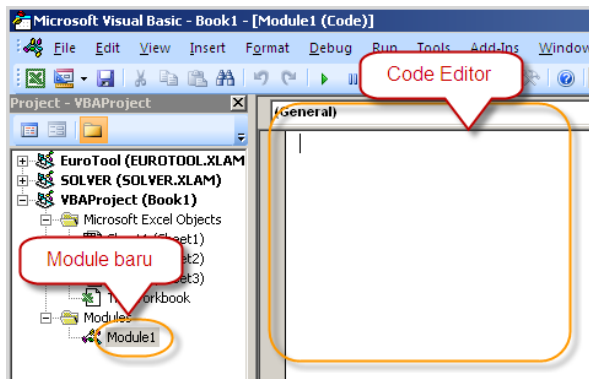 Microsoft Visual Basic - Book1 - [Module1 (Code)]
File Edit View Insert Format Debug Run Tools Add-Ins Window
Code Editor
Project - VBAProject
(General)
EuroTool (EUROTOOL.XLAM
SOLVER (SOLVER.XLAM)
VBAProject (Book1)
Microsoft Excel Objects
Module baru
Modules
Module1